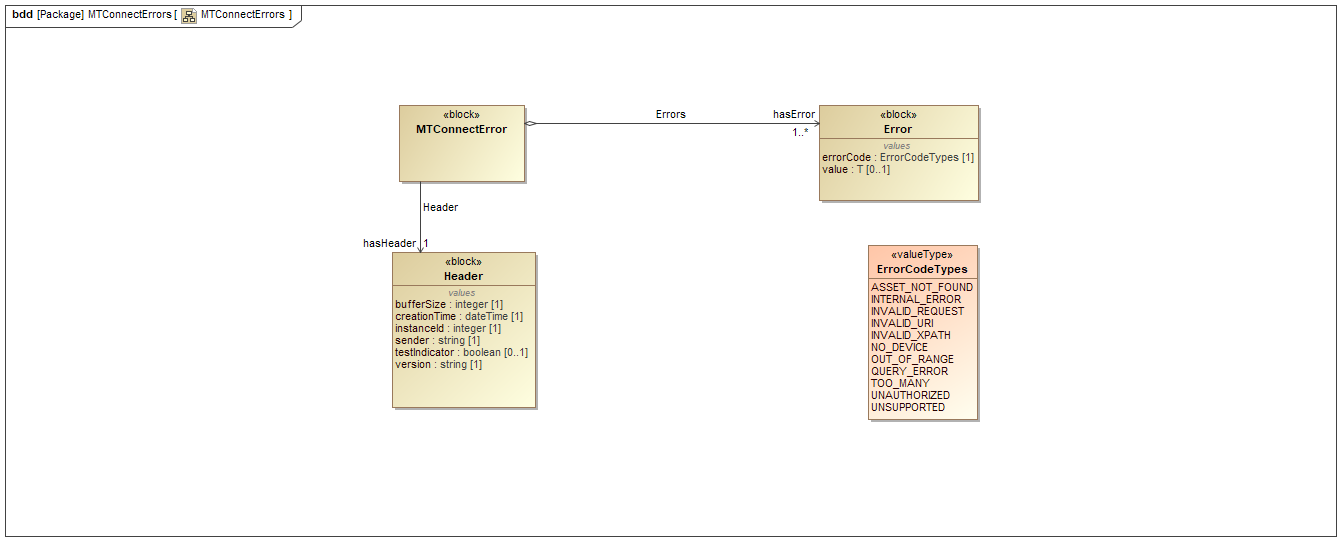 bdd [Package] MTConnectErrors [ MTConnectErrors ]
«block»
MTConnectError
Errors
hasError
1..*
«block»
Error
values
errorCode : ErrorCodeTypes [1]
value : T [0..1]
Header
hasHeader
1
«block»
Header
values
bufferSize : integer [1]
creationTime : dateTime [1]
instanceId : integer [1]
sender : string [1]
testIndicator : boolean [0..1]
version : string [1]
«valueType»
ErrorCodeTypes
ASSET_NOT_FOUND
INTERNAL_ERROR
INVALID_REQUEST
INVALID_URI
INVALID_XPATH
NO_DEVICE
OUT_OF_RANGE
QUERY_ERROR
TOO_MANY
UNAUTHORIZED
UNSUPPORTED